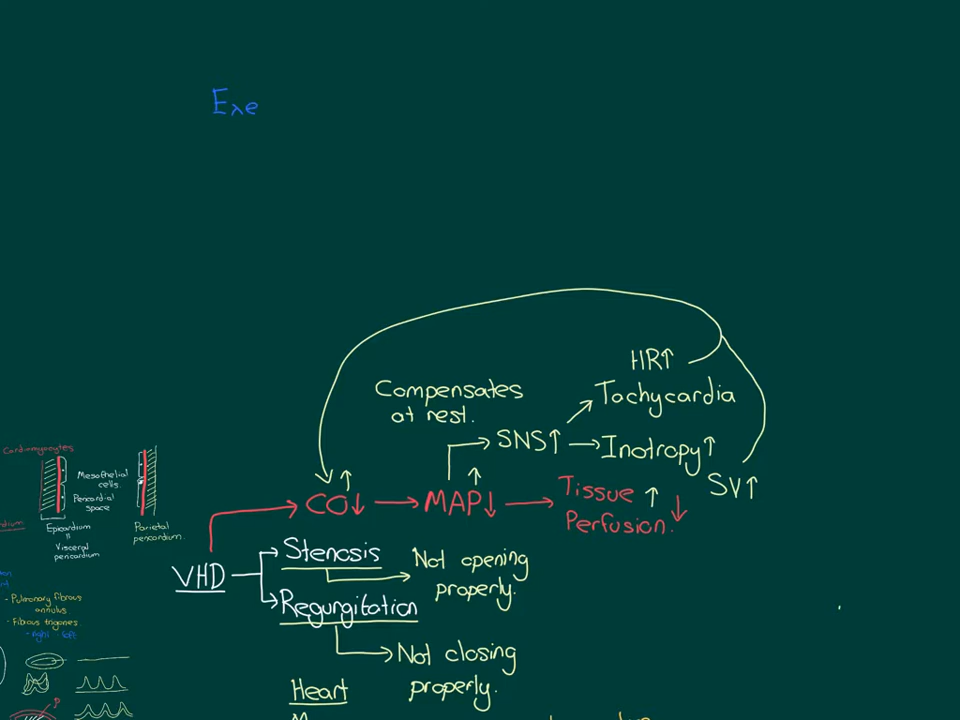 Exe
HR↑
Compensates
at rest.
Tachycardia
SNS↑
Inotropy↑
SV↑
CO↓↑
MAP↓↑
Tissue ↑
Perfusion. ↓
Cardiomyocytes
Mesothelial
cells.
Pericardial
space
Epicardium
=
Visceral
pericardium
Parietal
pericardium.
VHD
Stenosis
Not opening
properly.
Regurgitation
Not closing
properly.
- Pulmonary fibrous
annulus
- Fibrous trigones.
- right - left
Heart